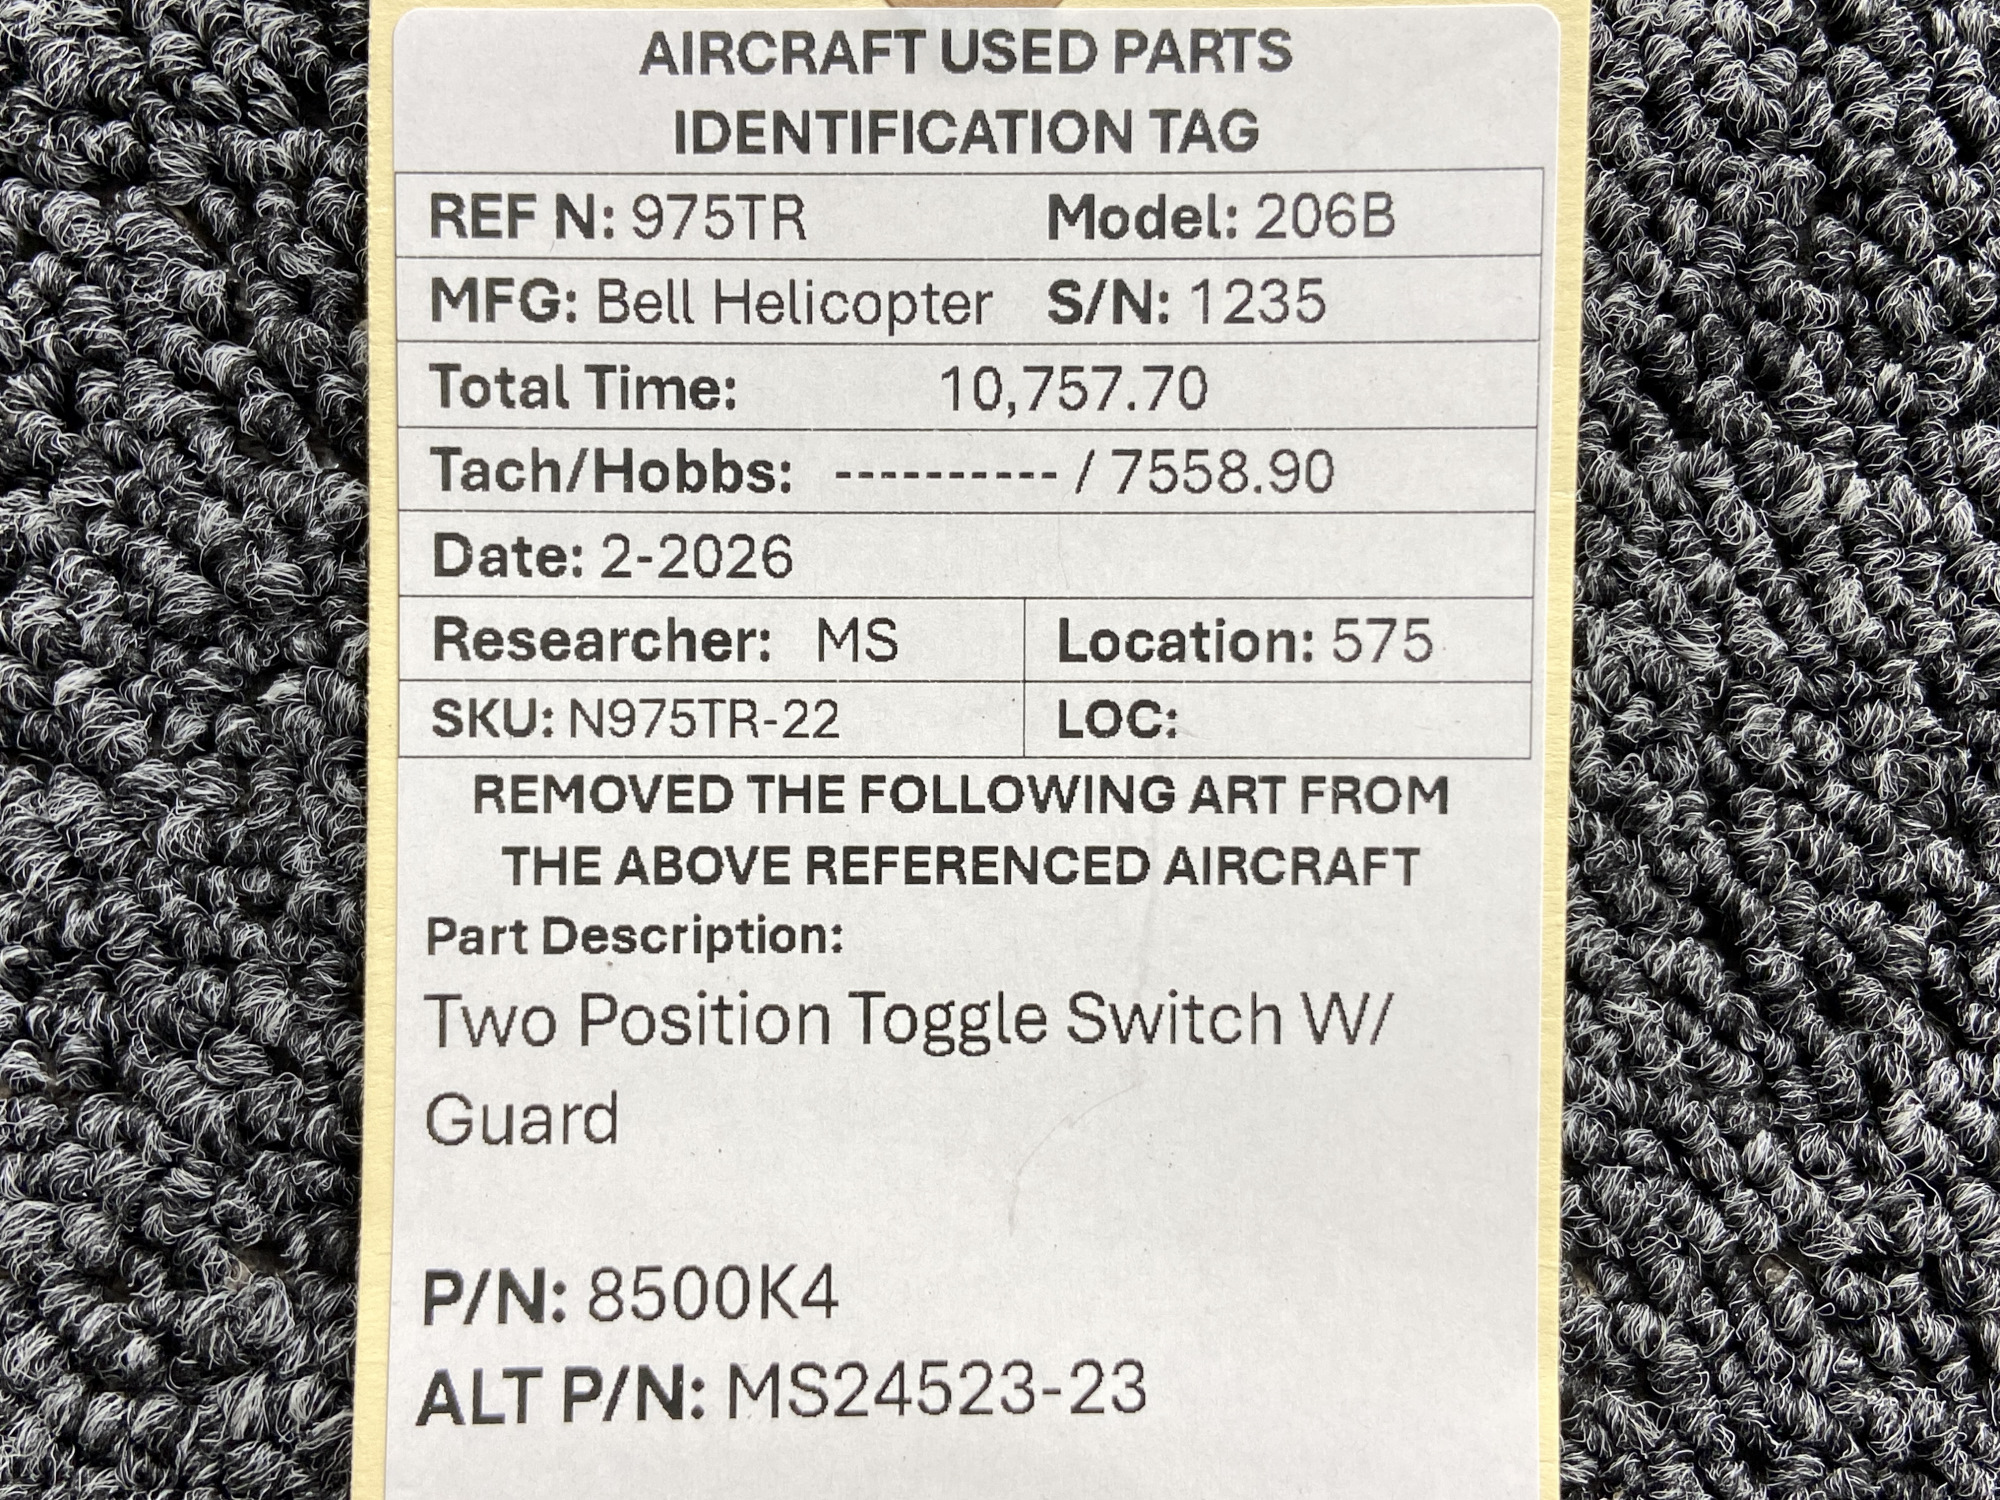 AIRCRAFT USED PARTS
IDENTIFICATION TAG
REF N: 975TR Model: 206B
MFG: Bell Helicopter S/N: 1235
Total Time: 10,757.70
Tach/Hobbs: ---------- / 7558.90
Date: 2-2026
Researcher: MS Location: 575
SKU: N975TR-22 LOC:
REMOVED THE FOLLOWING ART FROM
THE ABOVE REFERENCED AIRCRAFT
Part Description:
Two Position Toggle Switch W/
Guard
P/N: 8500K4
ALT P/N: MS24523-23